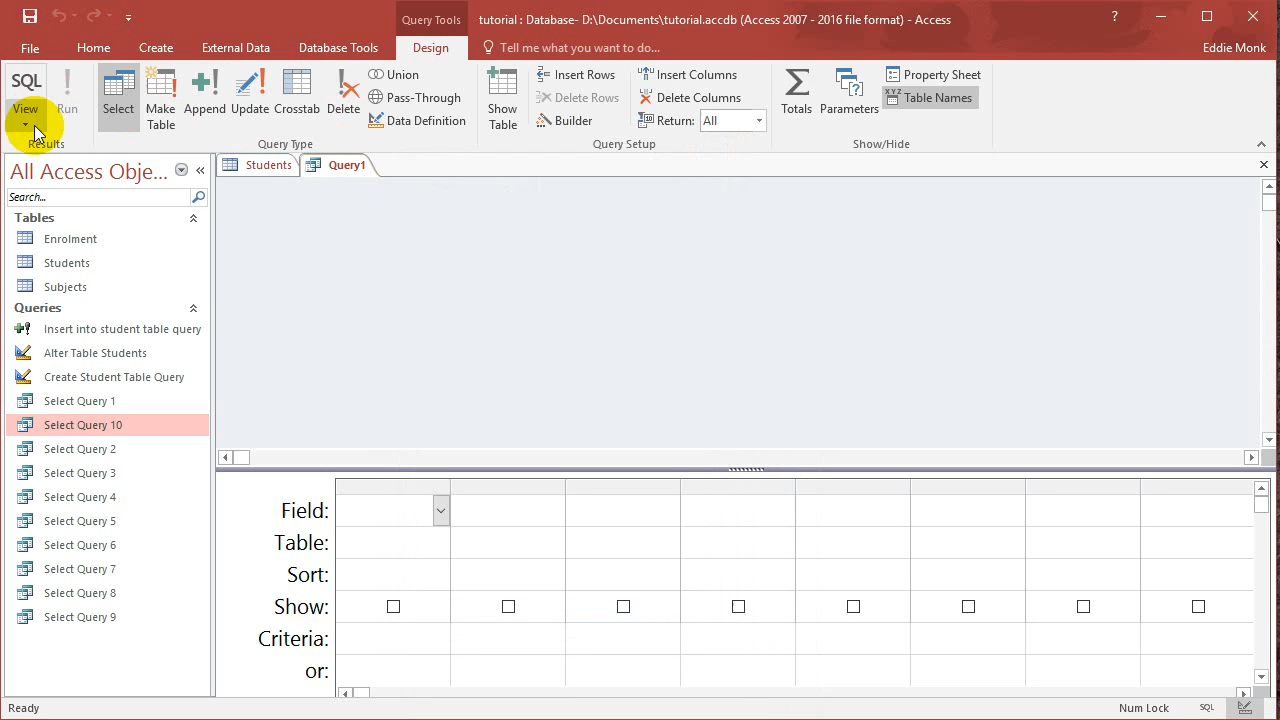 Query Tools
tutorial : Database- D:\Documents\tutorial.accdb (Access 2007 - 2016 file format) - Access
?
File
Home
Create
External Data
Database Tools
Design
Tell me what you want to do...
Eddie Monk
SQL
View
Run
Results
Select
Make
Table
Append
Update
Crosstab
Delete
Union
Pass-Through
Data Definition
Query Type
Show
Table
Insert Rows
Delete Rows
Builder
Insert Columns
Delete Columns
Return: All
Query Setup
Totals
Parameters
Property Sheet
XYZ Table Names
Show/Hide
All Access Obje...
Search...
Tables
Enrolment
Students
Subjects
Queries
Insert into student table query
Alter Table Students
Create Student Table Query
Select Query 1
Select Query 10
Select Query 2
Select Query 3
Select Query 4
Select Query 5
Select Query 6
Select Query 7
Select Query 8
Select Query 9
Students
Query1
Field:
Table:
Sort:
Show:
Criteria:
or:
Ready
Num Lock
SQL